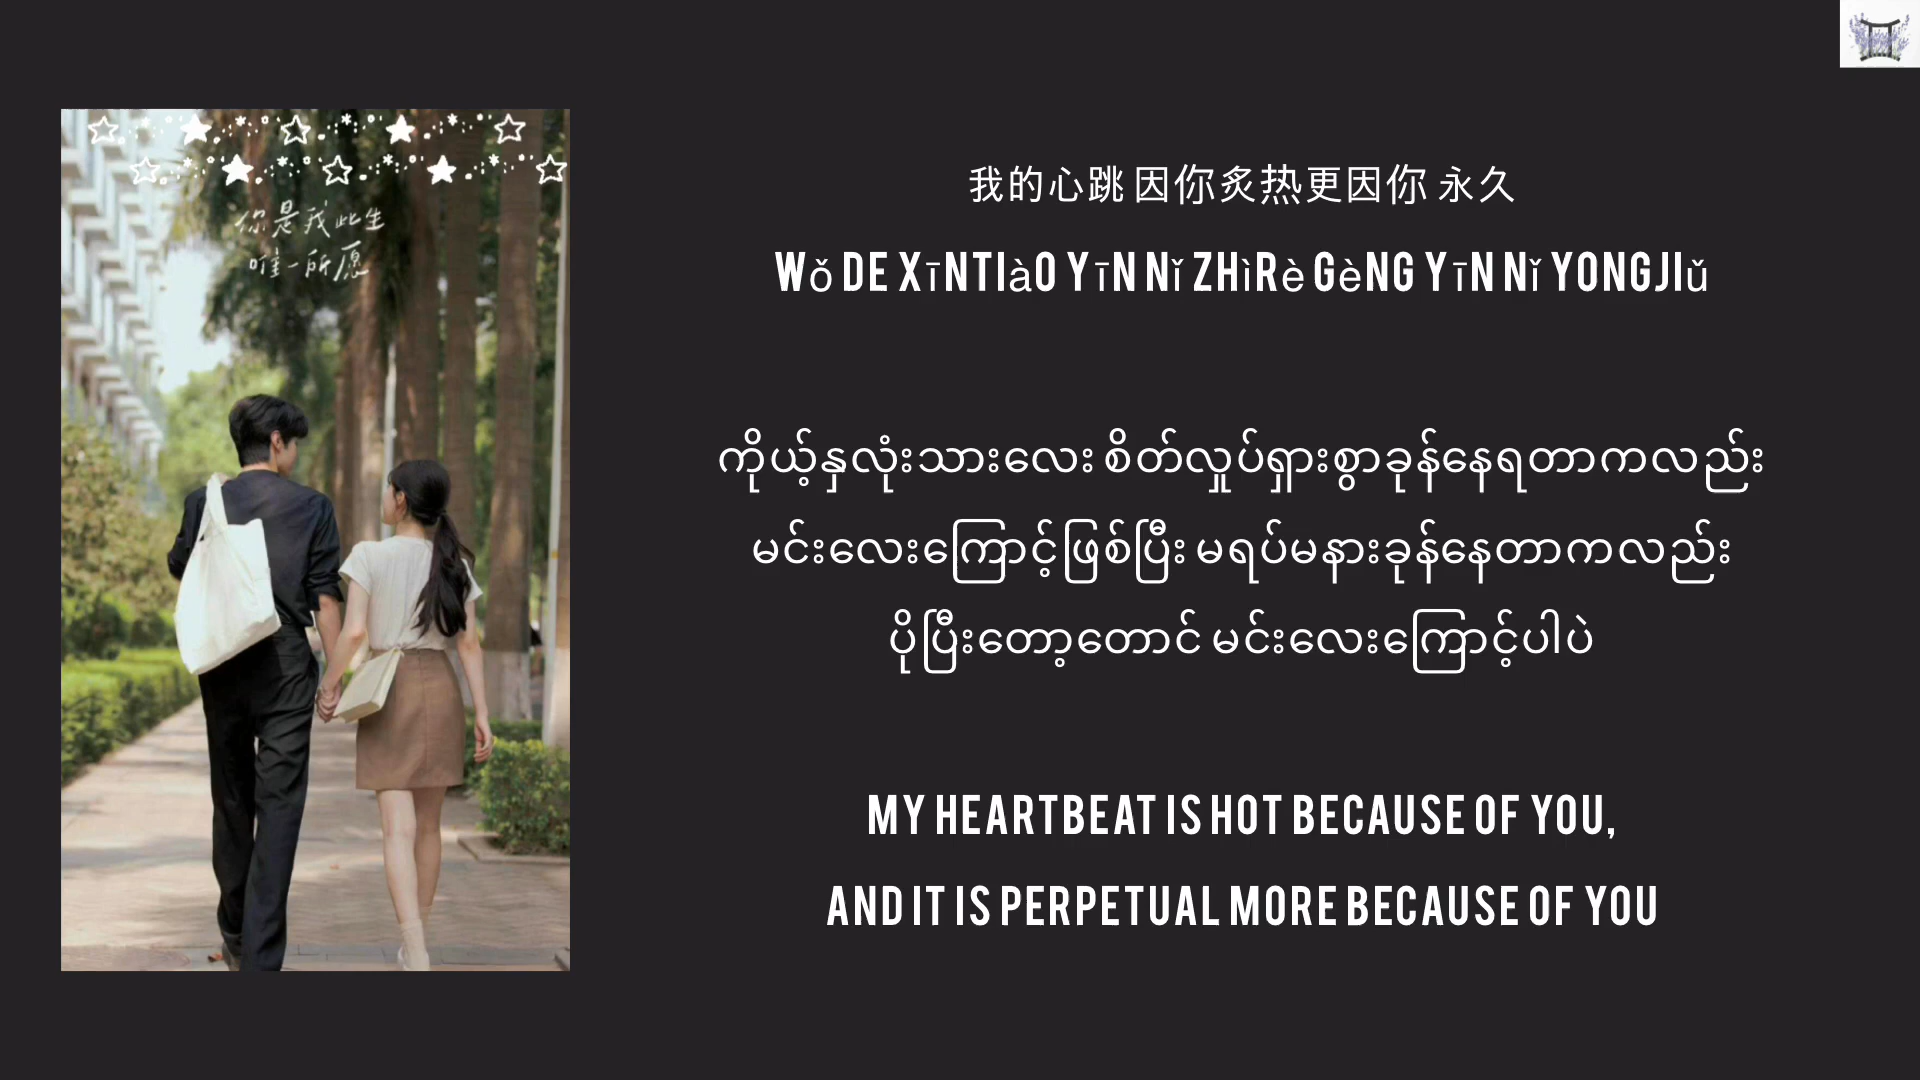 你是我此生
唯一所愿
我的心跳 因你炙热更因你 永久
Wǒ DE XīNTIàO YīN Nǐ ZHìRè GèNG YīN Nǐ YONGJIǔ
ကိုယ့်နှလုံးသားလေး စိတ်လှုပ်ရှားစွာခုန်နေရတာကလည်း
မင်းလေးကြောင့်ဖြစ်ပြီး မရပ်မနားခုန်နေတာကလည်း
ပိုပြီးတော့တောင် မင်းလေးကြောင့်ပါပဲ
MY HEARTBEAT IS HOT BECAUSE OF YOU,
AND IT IS PERPETUAL MORE BECAUSE OF YOU